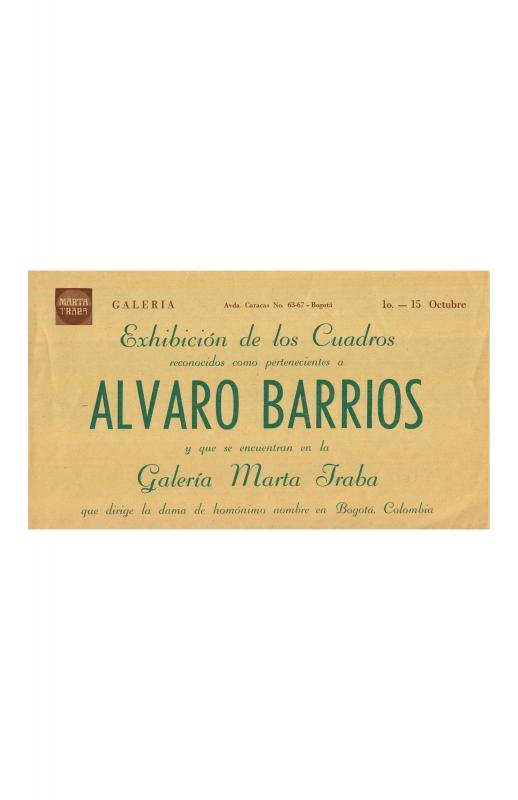 MARTA
TRABA
GALERIA
Avda. Caracas No. 63-67 - Bogotá
1o. — 15 Octubre
Exhibición de los Cuadros
reconocidos como pertenecientes a
ALVARO BARRIOS
y que se encuentran en la
Galería Marta Traba
que dirige la dama de homónimo nombre en Bogotá. Colombia